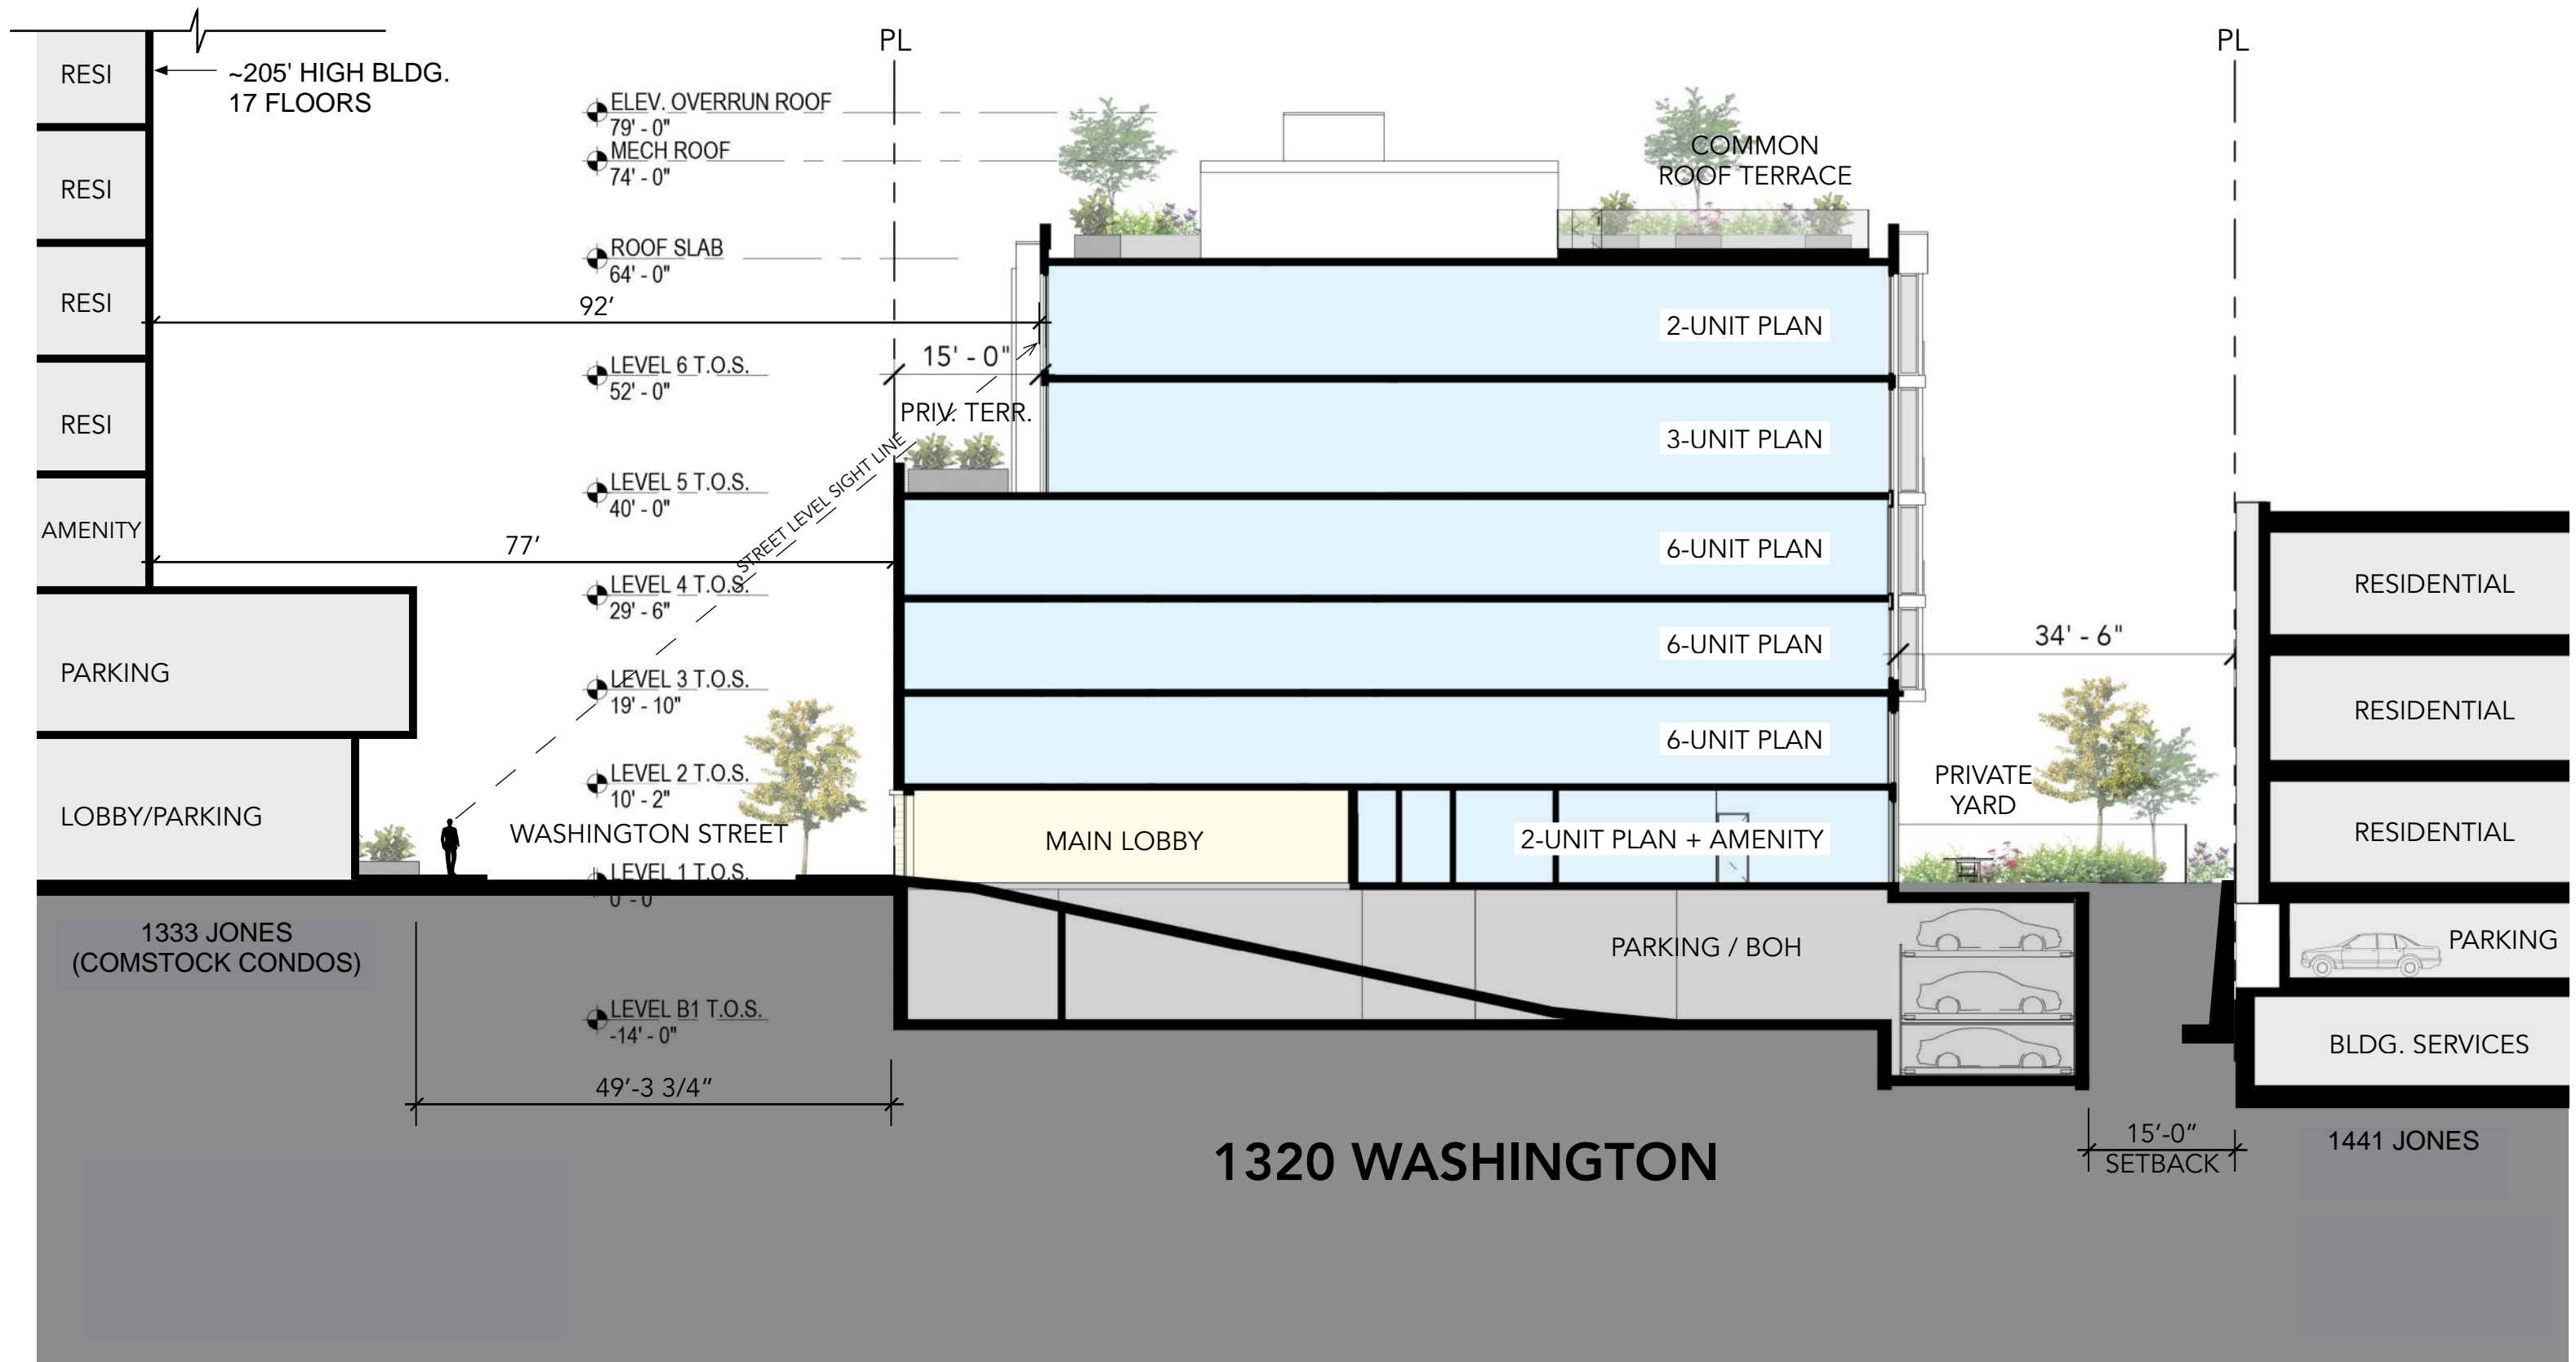 PL
PL
RESI
~205' HIGH BLDG.
17 FLOORS
ELEV. OVERRUN ROOF
79' - 0"
MECH ROOF
74' - 0"
COMMON
ROOF TERRACE
RESI
ROOF SLAB
64' - 0"
RESI
92'
2-UNIT PLAN
15' - 0"
LEVEL 6 T.O.S.
52' - 0"
RESI
PRIV. TERR.
3-UNIT PLAN
STREET LEVEL SIGHT LINE
LEVEL 5 T.O.S.
40' - 0"
AMENITY
77'
6-UNIT PLAN
LEVEL 4 T.O.S.
29' - 6"
RESIDENTIAL
6-UNIT PLAN
34' - 6"
PARKING
LEVEL 3 T.O.S.
19' - 10"
RESIDENTIAL
6-UNIT PLAN
LEVEL 2 T.O.S.
10' - 2"
PRIVATE
YARD
LOBBY/PARKING
WASHINGTON STREET
MAIN LOBBY
2-UNIT PLAN + AMENITY
RESIDENTIAL
LEVEL 1 T.O.S.
0' - 0"
1333 JONES
(COMSTOCK CONDOS)
PARKING / BOH
PARKING
LEVEL B1 T.O.S.
-14' - 0"
BLDG. SERVICES
49'-3 3/4"
1320 WASHINGTON
15'-0"
SETBACK
1441 JONES